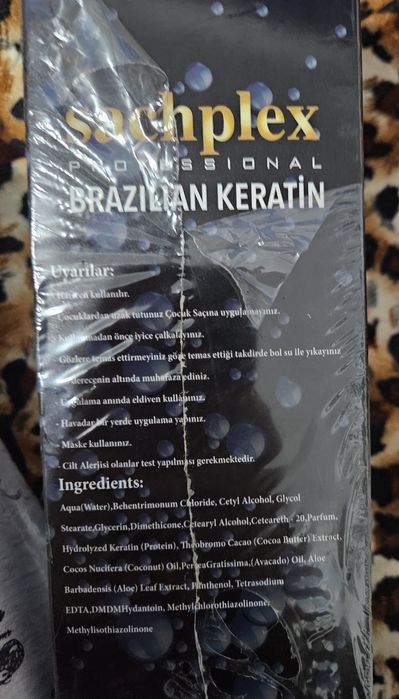 sachplex
PROFESSIONAL
BRAZILIAN KERATİN
Uyarılar:
kullanılır.
- Çocuklardan uzak tutunuz Çocuk Saçına uygulamayınız.
- Kullanmadan önce iyice çalkalayınız.
- Gözlere temas ettirmeyiniz göze temas ettiği takdirde bol su ile yıkayınız
derecenin altında muhafaza ediniz.
- Uygulama anında eldiven kullanınız.
- Havadar bir yerde uygulama yapınız.
- Maske kullanınız.
- Cilt Alerjisi olanlar test yapılması gerekmektedir.
Ingredients:
Aqua(Water),Behentrimonum Chloride, Cetyl Alcohol, Glycol
Stearate,Glycerin,Dimethicone,Cetearyl Alcohol,Ceteareth - 20,Parfum,
Hydrolyzed Keratin (Protein), Theobromo Cacao (Cocoa Butter) Extract,
Cocos Nucifera (Coconut) Oil,PerseaGratissima,(Avacado) Oil, Aloe
Barbadensis (Aloe) Leaf Extract, Panthenol, Tetrasodium
EDTA,DMDMHydantoin, Methylchlorothiazolinone,
Methylisothiazolinone